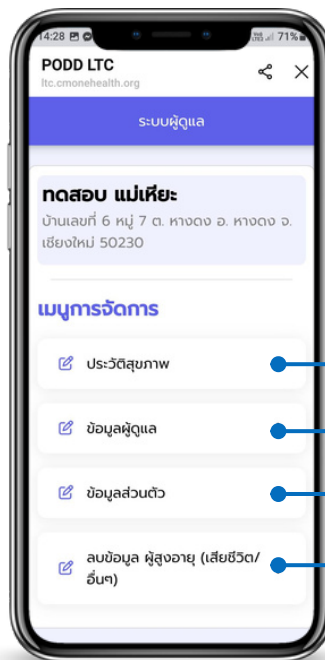 14:28
71%
PODD LTC
ltc.cmonehealth.org
ระบบผู้ดูแล
ทดสอบ แม่เหียะ
บ้านเลขที่ 6 หมู่ 7 ต. หางดง อ. หางดง จ.
เชียงใหม่ 50230
เมนูการจัดการ
ประวัติสุขภาพ
ข้อมูลผู้ดูแล
ข้อมูลส่วนตัว
ลบข้อมูล ผู้สูงอายุ (เสียชีวิต/
อื่นๆ)